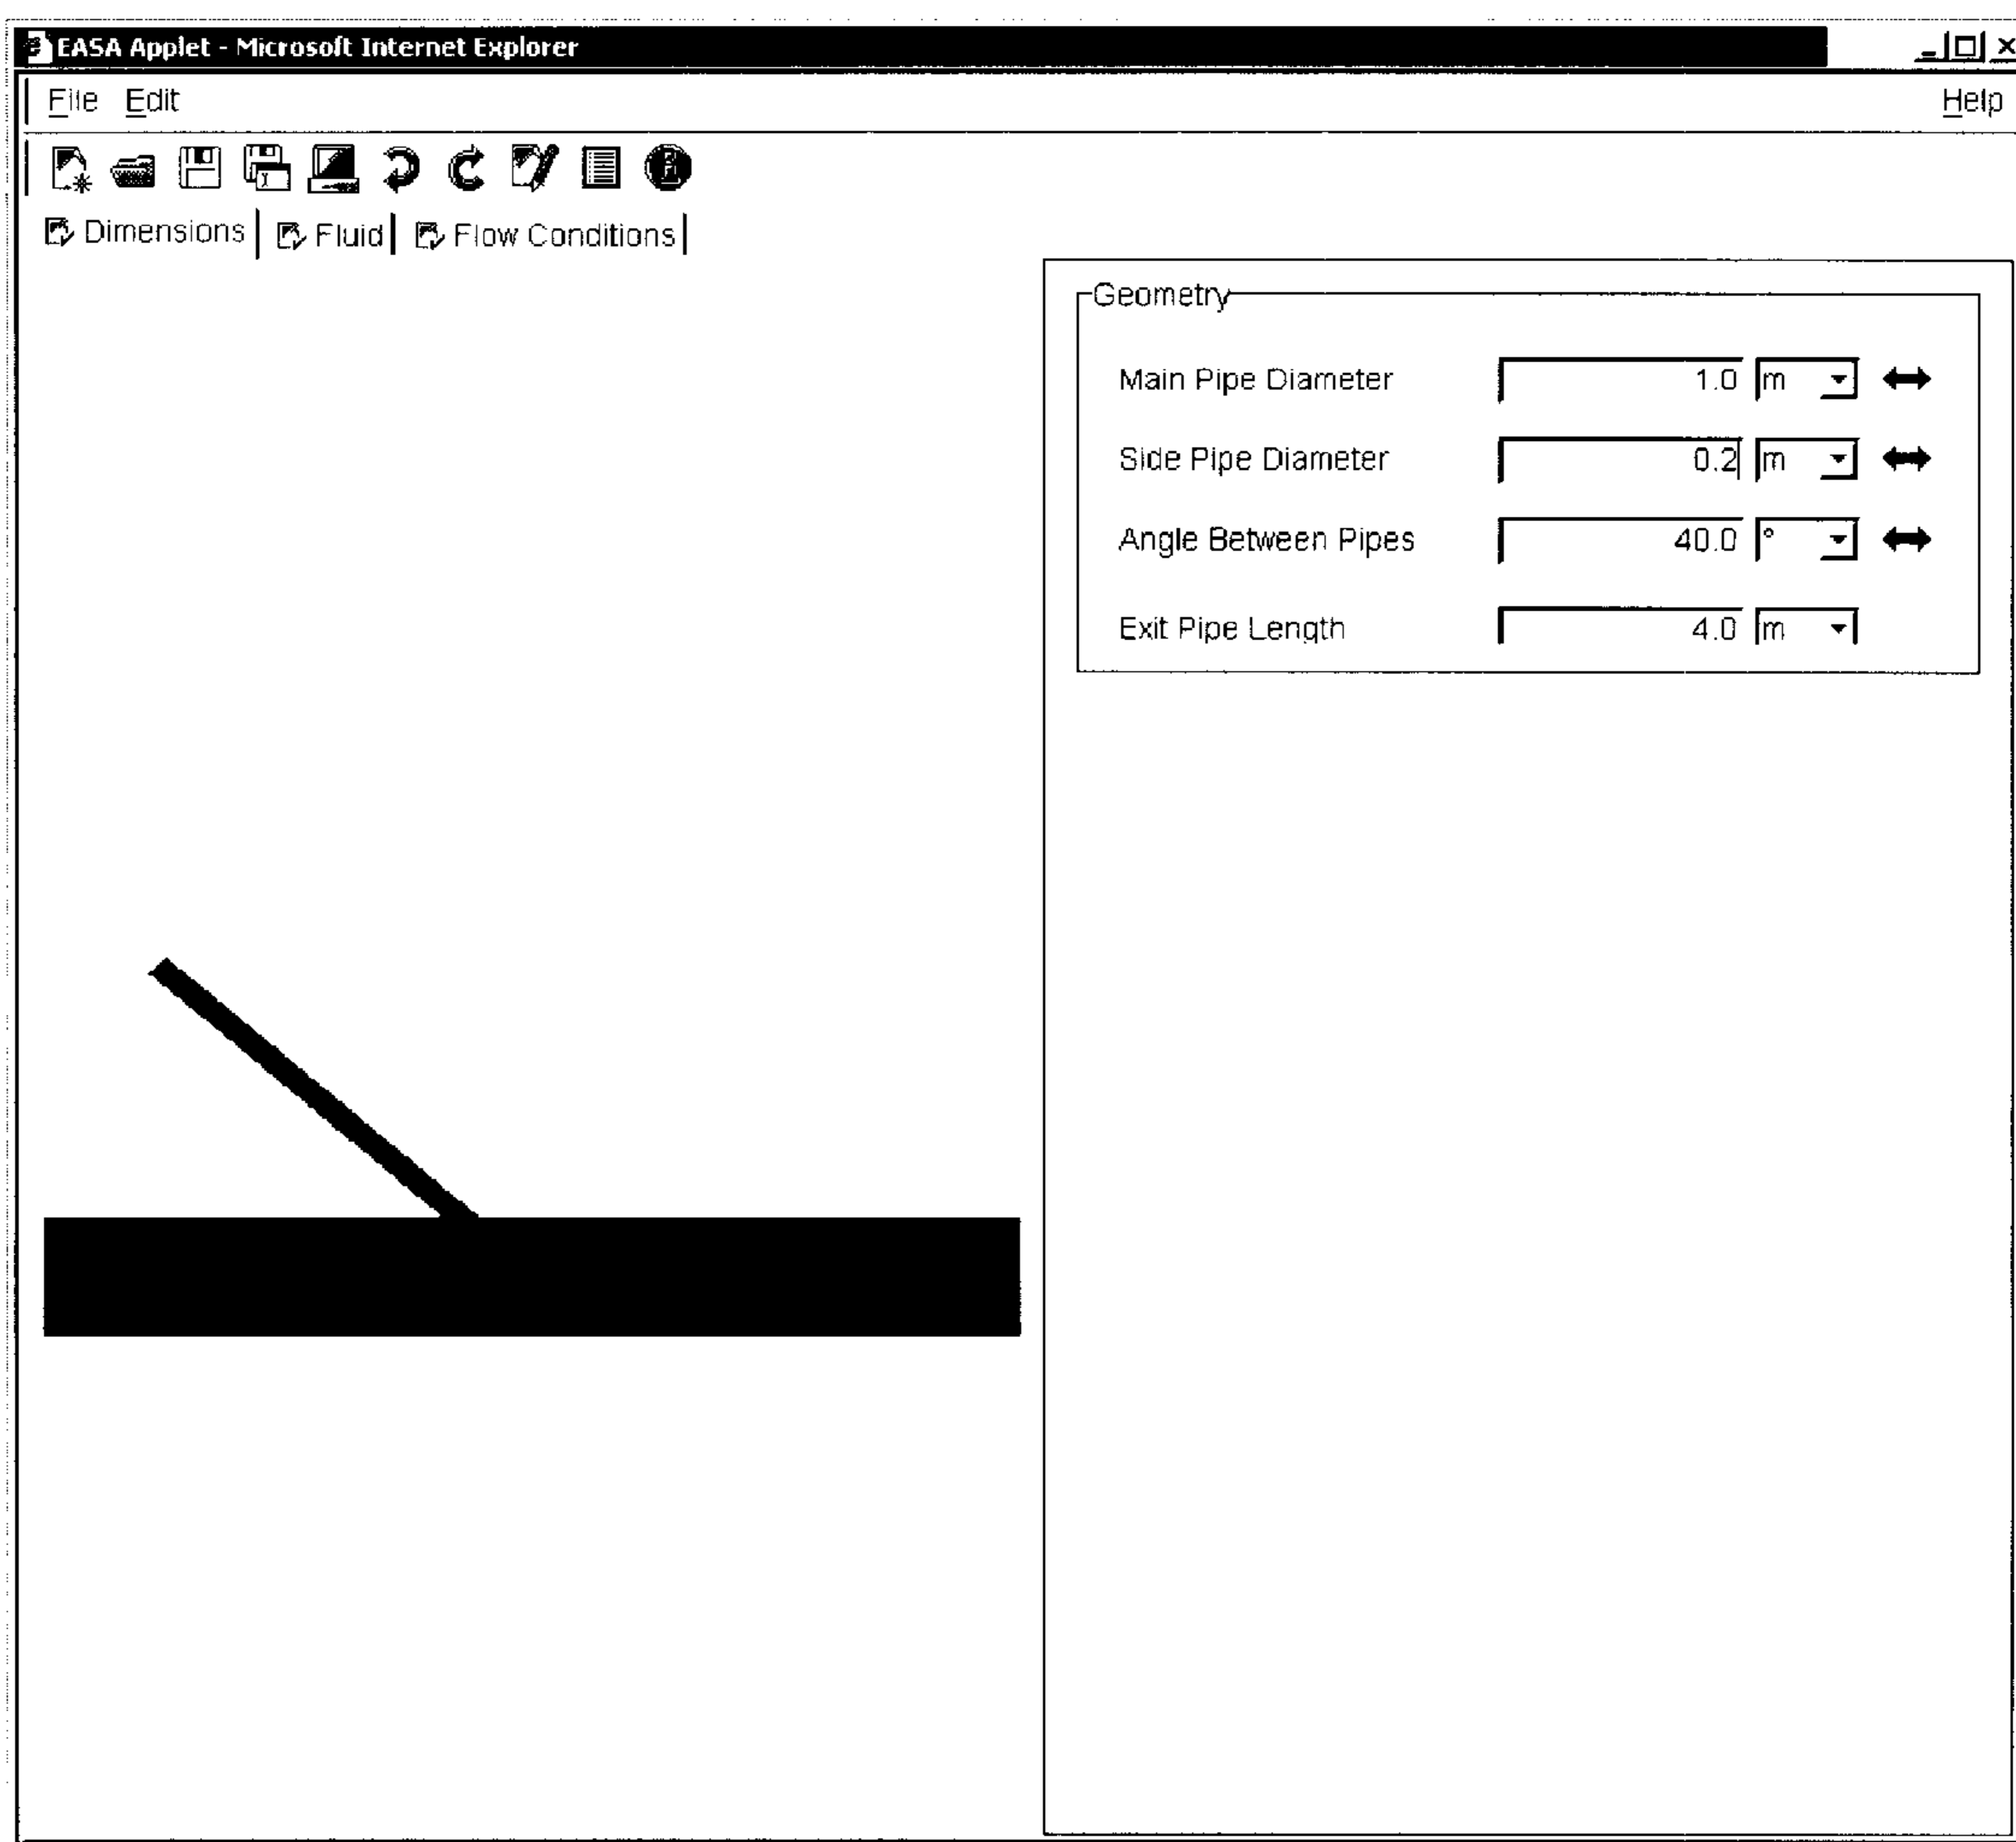 EASA Applet - Microsoft Internet Explorer
File Edit Help
Dimensions Fluid Flow Conditions
Geometry
Main Pipe Diameter 1.0 m
Side Pipe Diameter 0.2 m
Angle Between Pipes 40.0 °
Exit Pipe Length 4.0 m